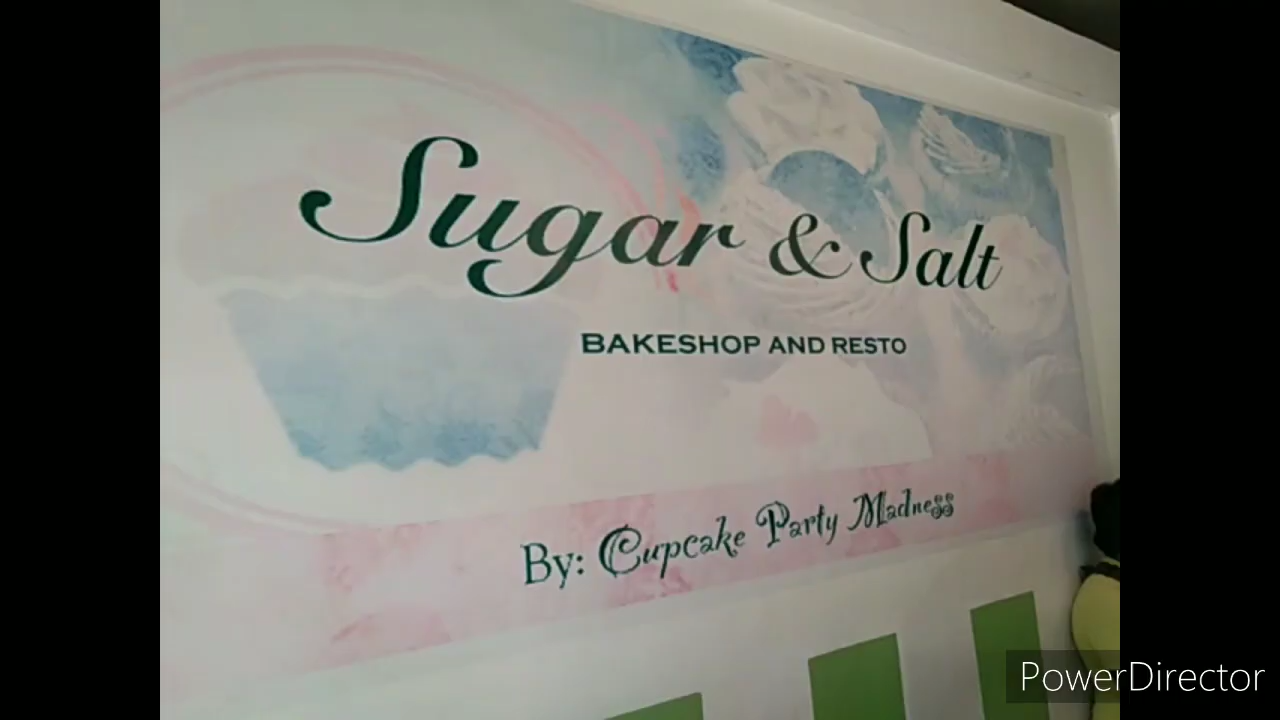 Sugar & Salt
BAKESHOP AND RESTO
By: Cupcake Party Madness
PowerDirector